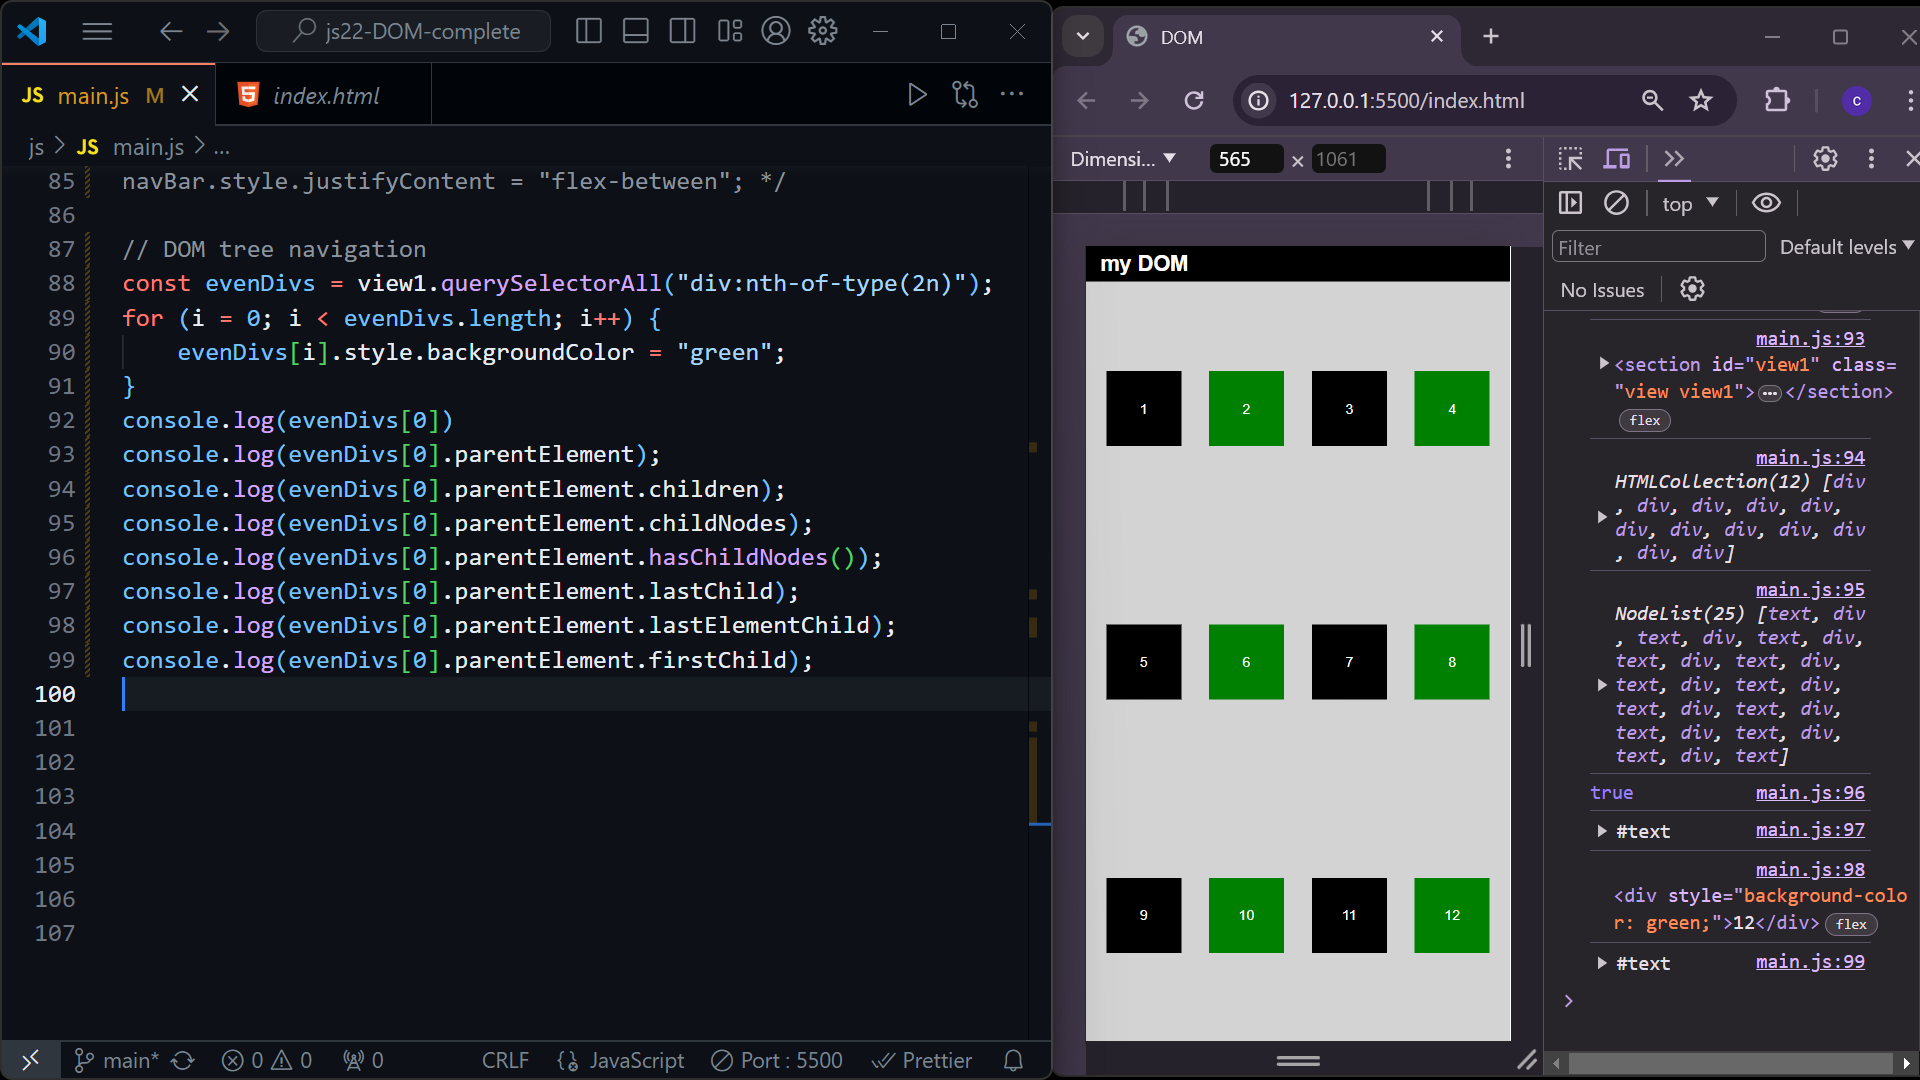 js22-DOM-complete
JS main.js M
index.html
js > JS main.js > ...
85 navBar.style.justifyContent = "flex-between"; */
86
87 // DOM tree navigation
88 const evenDivs = view1.querySelectorAll("div:nth-of-type(2n)");
89 for (i = 0; i < evenDivs.length; i++) {
90 evenDivs[i].style.backgroundColor = "green";
91 }
92 console.log(evenDivs[0])
93 console.log(evenDivs[0].parentElement);
94 console.log(evenDivs[0].parentElement.children);
95 console.log(evenDivs[0].parentElement.childNodes);
96 console.log(evenDivs[0].parentElement.hasChildNodes());
97 console.log(evenDivs[0].parentElement.lastChild);
98 console.log(evenDivs[0].parentElement.lastElementChild);
99 console.log(evenDivs[0].parentElement.firstChild);
100
101
102
103
104
105
106
107
main* 0 0 0 CRLF {} JavaScript Port : 5500 Prettier
DOM
127.0.0.1:5500/index.html
c
Dimensi... 565 × 1061
my DOM
1 2 3 4
5 6 7 8
9 10 11 12
top
Filter
Default levels
No Issues
main.js:93
<section id="view1" class=
"view view1">…</section>
flex
main.js:94
HTMLCollection(12) [div
, div, div, div, div,
div, div, div, div, div
, div, div]
main.js:95
NodeList(25) [text, div
, text, div, text, div,
text, div, text, div,
text, div, text, div,
text, div, text, div,
text, div, text, div,
text, div, text]
true main.js:96
#text main.js:97
main.js:98
<div style="background-colo
r: green;">12</div> flex
#text main.js:99